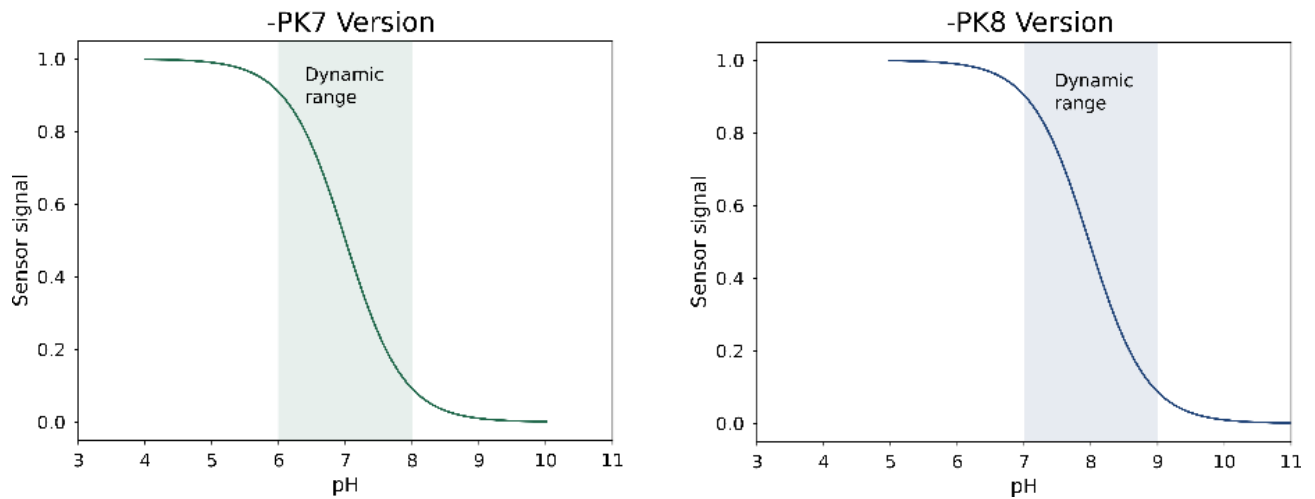 -PK7 Version
Dynamic
range
1.0
0.8
0.6
0.4
0.2
0.0
Sensor signal
3 4 5 6 7 8 9 10 11
pH
-PK8 Version
Dynamic
range
1.0
0.8
0.6
0.4
0.2
0.0
Sensor signal
3 4 5 6 7 8 9 10 11
pH